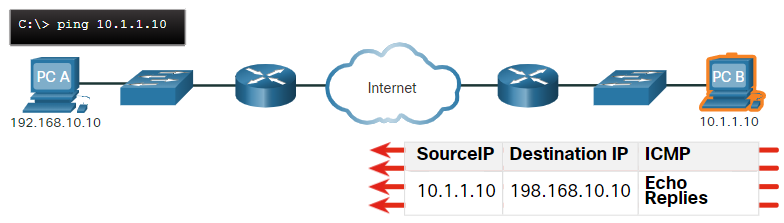 C:\> ping 10.1.1.10
PC A
Internet
PC B
192.168.10.10
10.1.1.10
SourceIP Destination IP ICMP
10.1.1.10 198.168.10.10 Echo
Replies